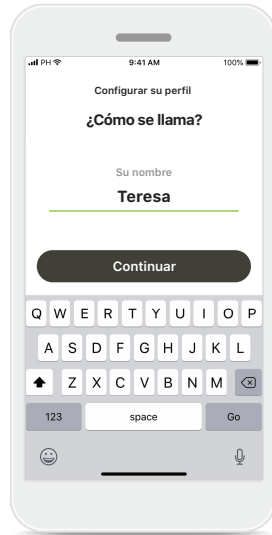 PH 9:41 AM 100%
Configurar su perfil
¿Cómo se llama?
Su nombre
Teresa
Continuar
Q W E R T Y U I O P
A S D F G H J K L
Z X C V B N M
123 space Go